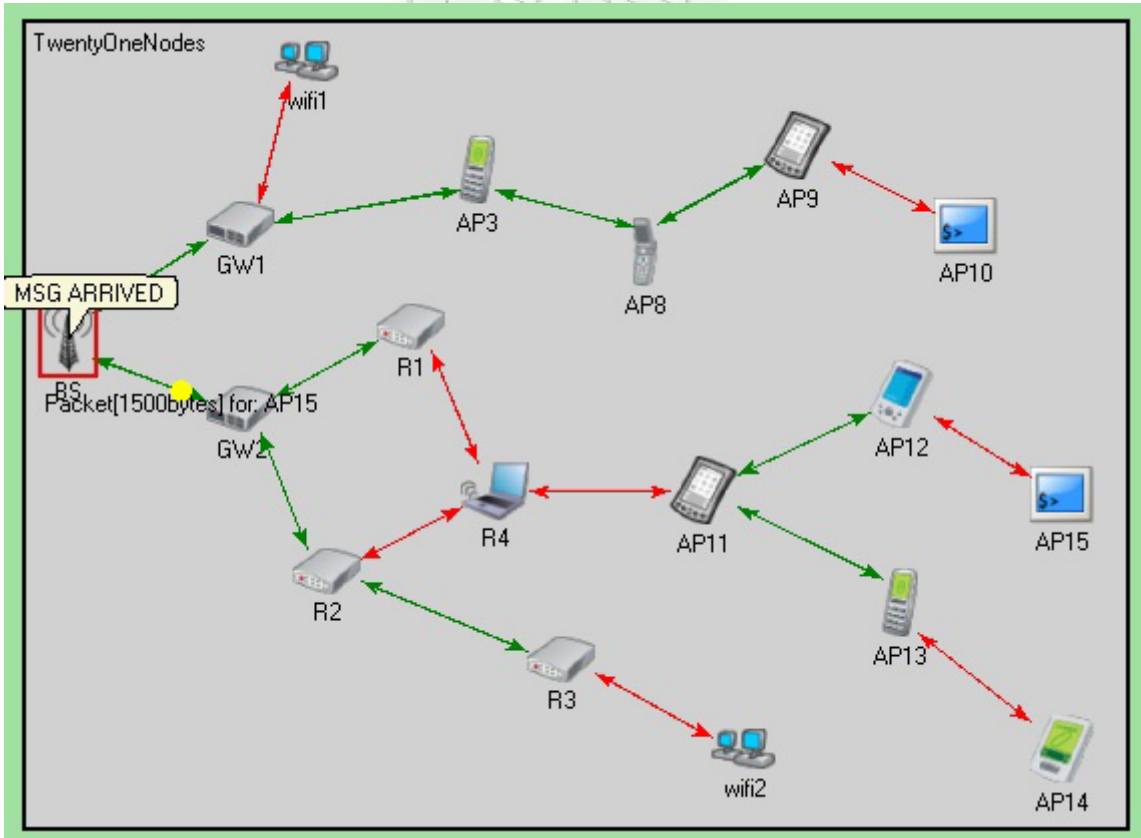 TwentyOneNodes
wifi1
AP3
AP9
GW1
AP10
MSG ARRIVED
AP8
R1
BS
Packet[1500bytes] for: AP15
GW2
AP12
R4
AP11
AP15
R2
AP13
R3
wifi2
AP14